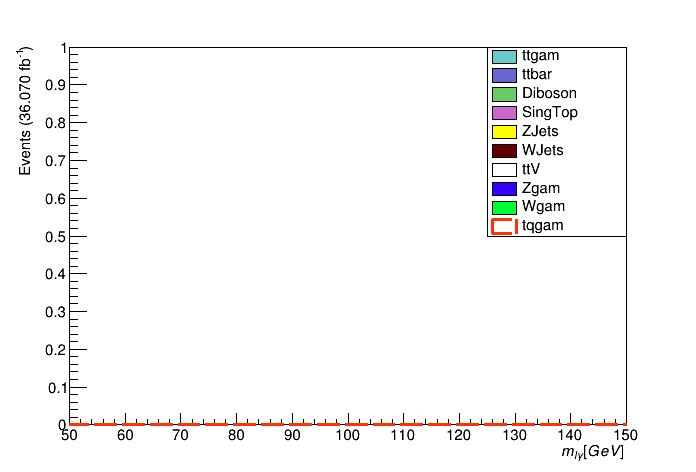 Events (36.070 fb⁻¹)
1
0.9
0.8
0.7
0.6
0.5
0.4
0.3
0.2
0.1
0
ttgam
ttbar
Diboson
SingTop
ZJets
WJets
ttV
Zgam
Wgam
tqgam
50 60 70 80 90 100 110 120 130 140 150
mlγ[GeV]